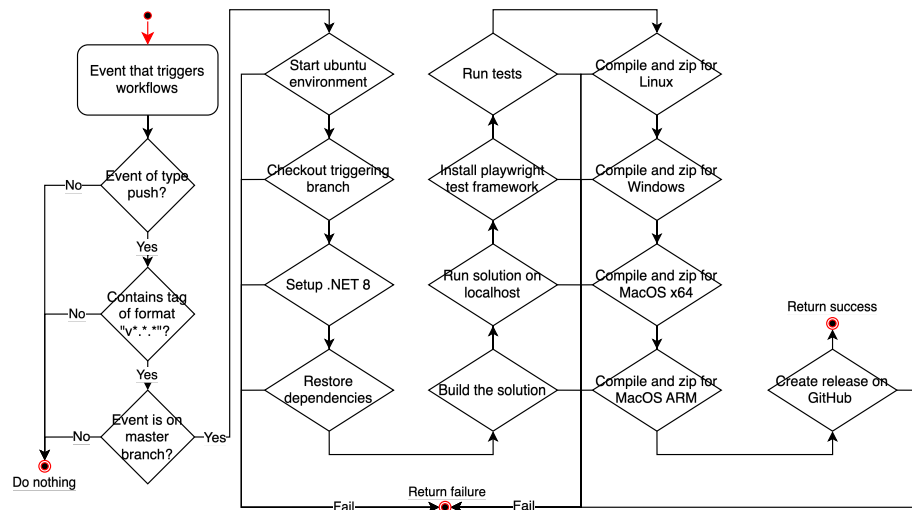 Event that triggers
workflows
Event of type
push?
No
Yes
Contains tag
of format
"v*.*.*"?
No
Yes
Event is on
master
branch?
No
Yes
Do nothing
Start ubuntu
environment
Checkout triggering
branch
Setup .NET 8
Restore
dependencies
Build the solution
Run solution on
localhost
Install playwright
test framework
Run tests
Compile and zip for
Linux
Compile and zip for
Windows
Compile and zip for
MacOS x64
Compile and zip for
MacOS ARM
Create release on
GitHub
Return success
Return failure
Fail
Fail